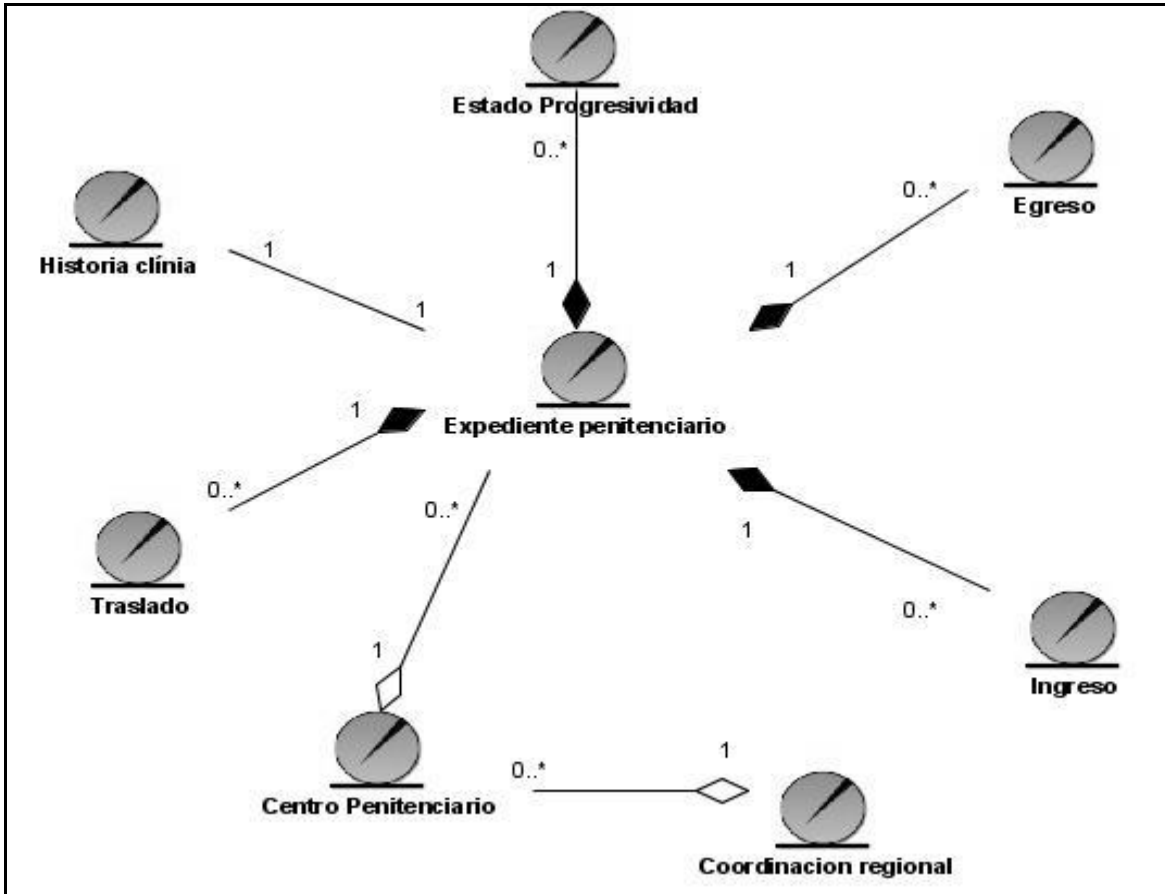 Estado Progresividad
0..*
0..*
Egreso
Historia clínia
1
1
1
1
Expediente penitenciario
1
0..*
0..*
1
Traslado
0..*
1
Ingreso
Centro Penitenciario
0..*
1
Coordinacion regional